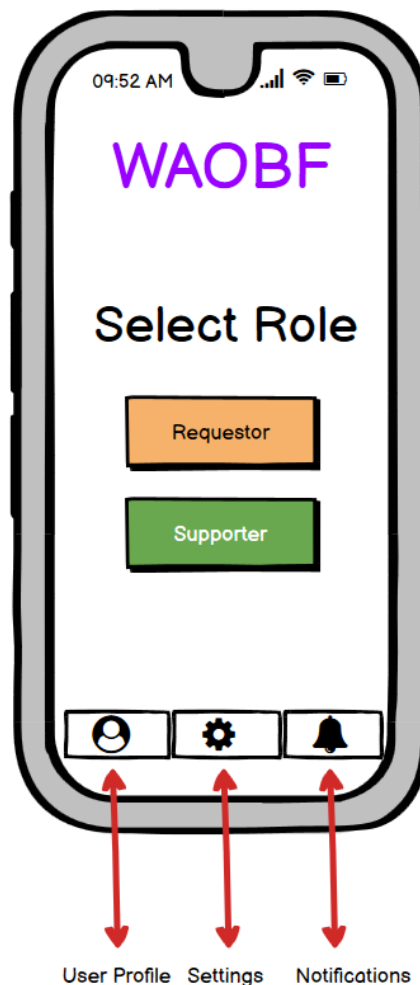 09:52 AM
WAOBF
Select Role
Requestor
Supporter
User Profile Settings Notifications